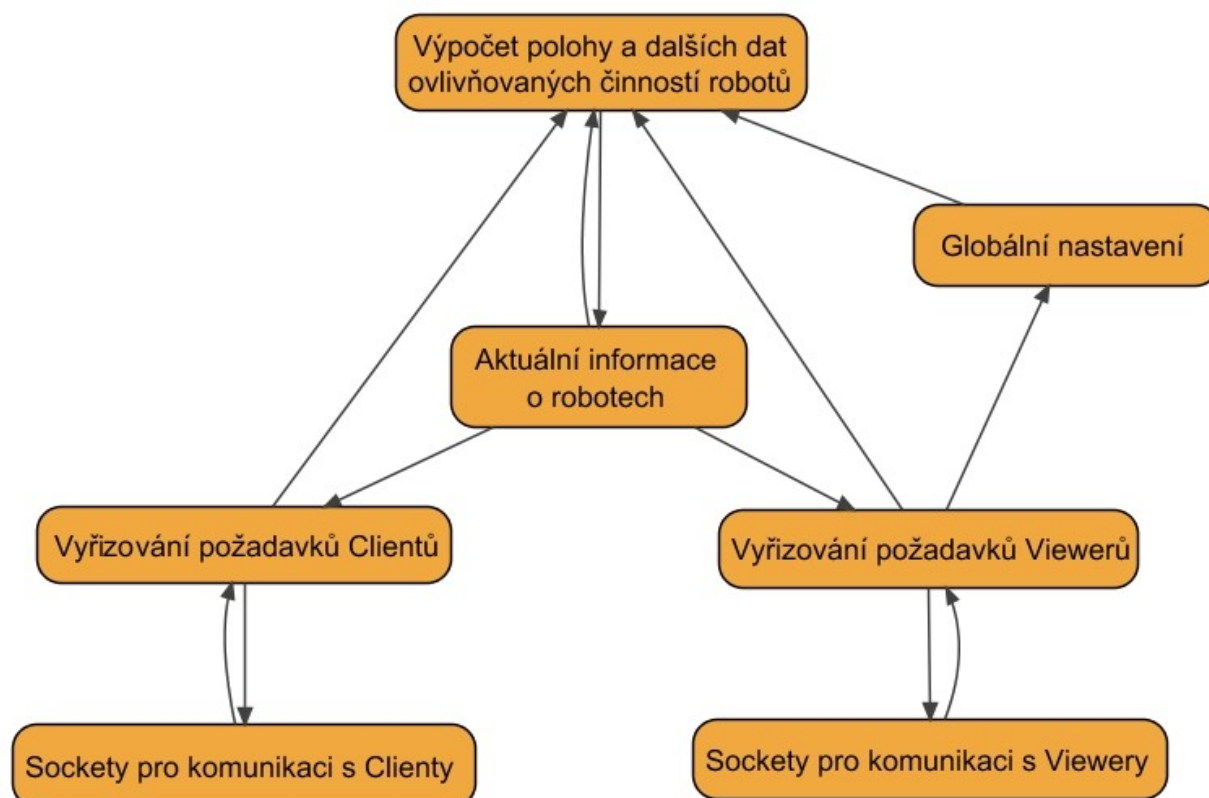 Výpočet polohy a dalších dat
ovlivňovaných činností robotů
Globální nastavení
Aktuální informace
o robotech
Vyřizování požadavků Clientů
Vyřizování požadavků Viewerů
Sockety pro komunikaci s Clienty
Sockety pro komunikaci s Viewery